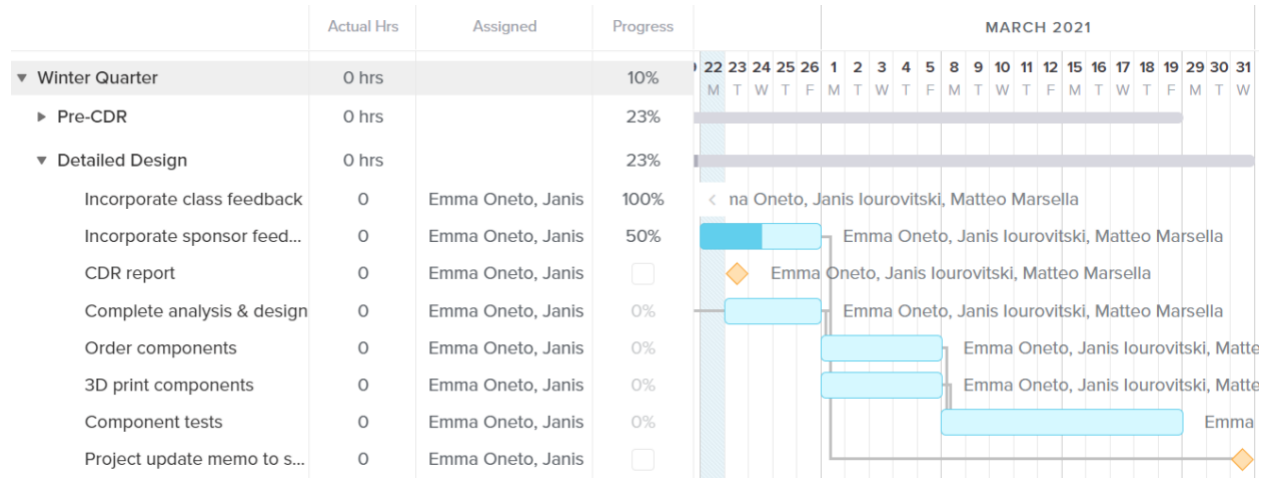 Actual Hrs Assigned Progress MARCH 2021
22 23 24 25 26 1 2 3 4 5 8 9 10 11 12 15 16 17 18 19 29 30 31
M T W T F M T W T F M T W T F M T W T F M T W
Winter Quarter 0 hrs 10%
Pre-CDR 0 hrs 23%
Detailed Design 0 hrs 23%
Incorporate class feedback 0 Emma Oneto, Janis 100% na Oneto, Janis Iourovitski, Matteo Marsella
Incorporate sponsor feed... 0 Emma Oneto, Janis 50% Emma Oneto, Janis Iourovitski, Matteo Marsella
CDR report 0 Emma Oneto, Janis Emma Oneto, Janis Iourovitski, Matteo Marsella
Complete analysis & design 0 Emma Oneto, Janis 0% Emma Oneto, Janis Iourovitski, Matteo Marsella
Order components 0 Emma Oneto, Janis 0% Emma Oneto, Janis Iourovitski, Matte
3D print components 0 Emma Oneto, Janis 0% Emma Oneto, Janis Iourovitski, Matte
Component tests 0 Emma Oneto, Janis 0% Emma
Project update memo to s... 0 Emma Oneto, Janis